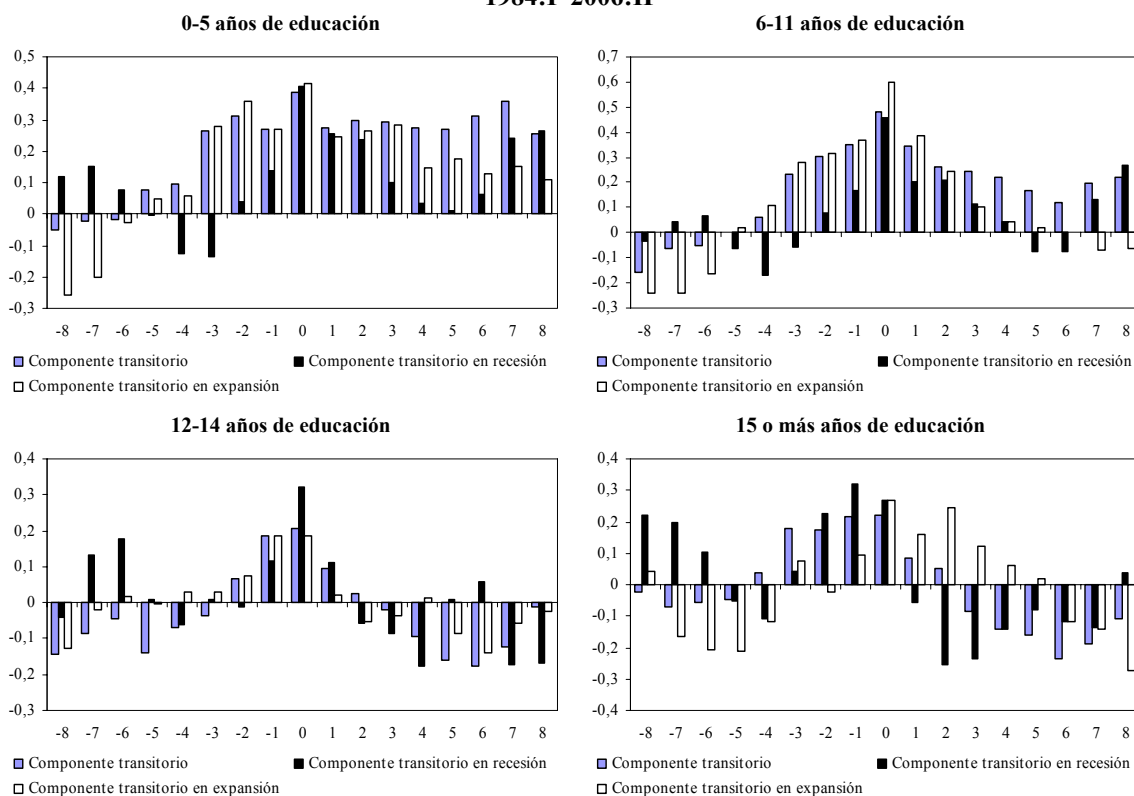 0-5 años de educación
0,5
0,4
0,3
0,2
0,1
0
-0,1
-0,2
-0,3
-8 -7 -6 -5 -4 -3 -2 -1 0 1 2 3 4 5 6 7 8
Componente transitorio
Componente transitorio en recesión
Componente transitorio en expansión
6-11 años de educación
0,7
0,6
0,5
0,4
0,3
0,2
0,1
0
-0,1
-0,2
-0,3
-8 -7 -6 -5 -4 -3 -2 -1 0 1 2 3 4 5 6 7 8
Componente transitorio
Componente transitorio en recesión
Componente transitorio en expansión
12-14 años de educación
0,4
0,3
0,2
0,1
0
-0,1
-0,2
-0,3
-8 -7 -6 -5 -4 -3 -2 -1 0 1 2 3 4 5 6 7 8
Componente transitorio
Componente transitorio en recesión
Componente transitorio en expansión
15 o más años de educación
0,4
0,3
0,2
0,1
0
-0,1
-0,2
-0,3
-0,4
-8 -7 -6 -5 -4 -3 -2 -1 0 1 2 3 4 5 6 7 8
Componente transitorio
Componente transitorio en recesión
Componente transitorio en expansión